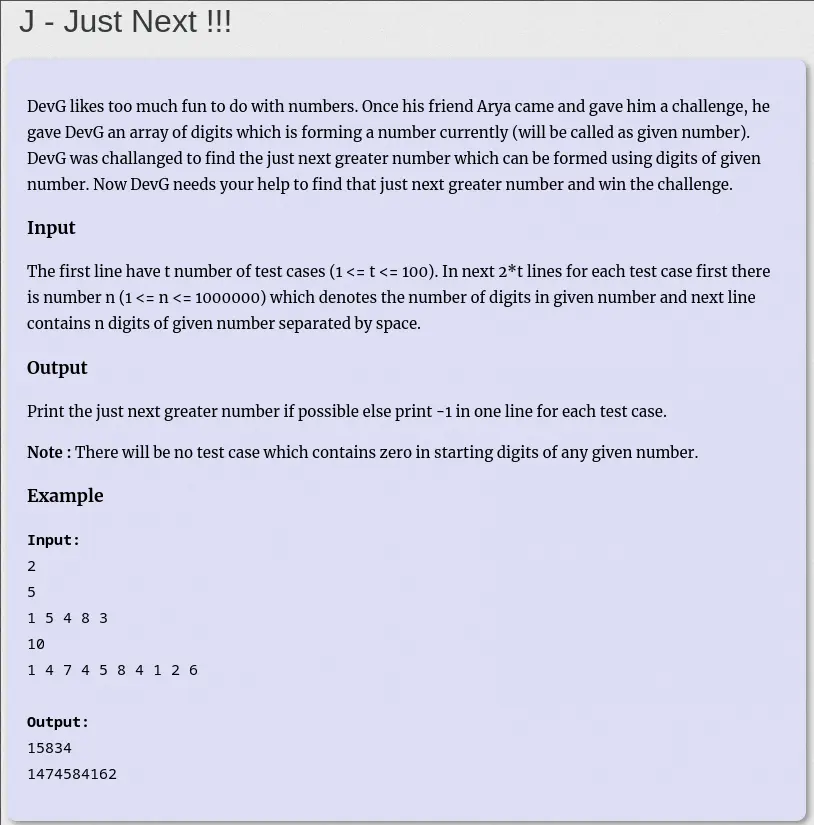 J - Just Next !!!
DevG likes too much fun to do with numbers. Once his friend Arya came and gave him a challenge, he
gave DevG an array of digits which is forming a number currently (will be called as given number).
DevG was challanged to find the just next greater number which can be formed using digits of given
number. Now DevG needs your help to find that just next greater number and win the challenge.
Input
The first line have t number of test cases (1 <= t <= 100). In next 2*t lines for each test case first there
is number n (1 <= n <= 1000000) which denotes the number of digits in given number and next line
contains n digits of given number separated by space.
Output
Print the just next greater number if possible else print -1 in one line for each test case.
Note : There will be no test case which contains zero in starting digits of any given number.
Example
Input:
2
5
1 5 4 8 3
10
1 4 7 4 5 8 4 1 2 6
Output:
15834
1474584162